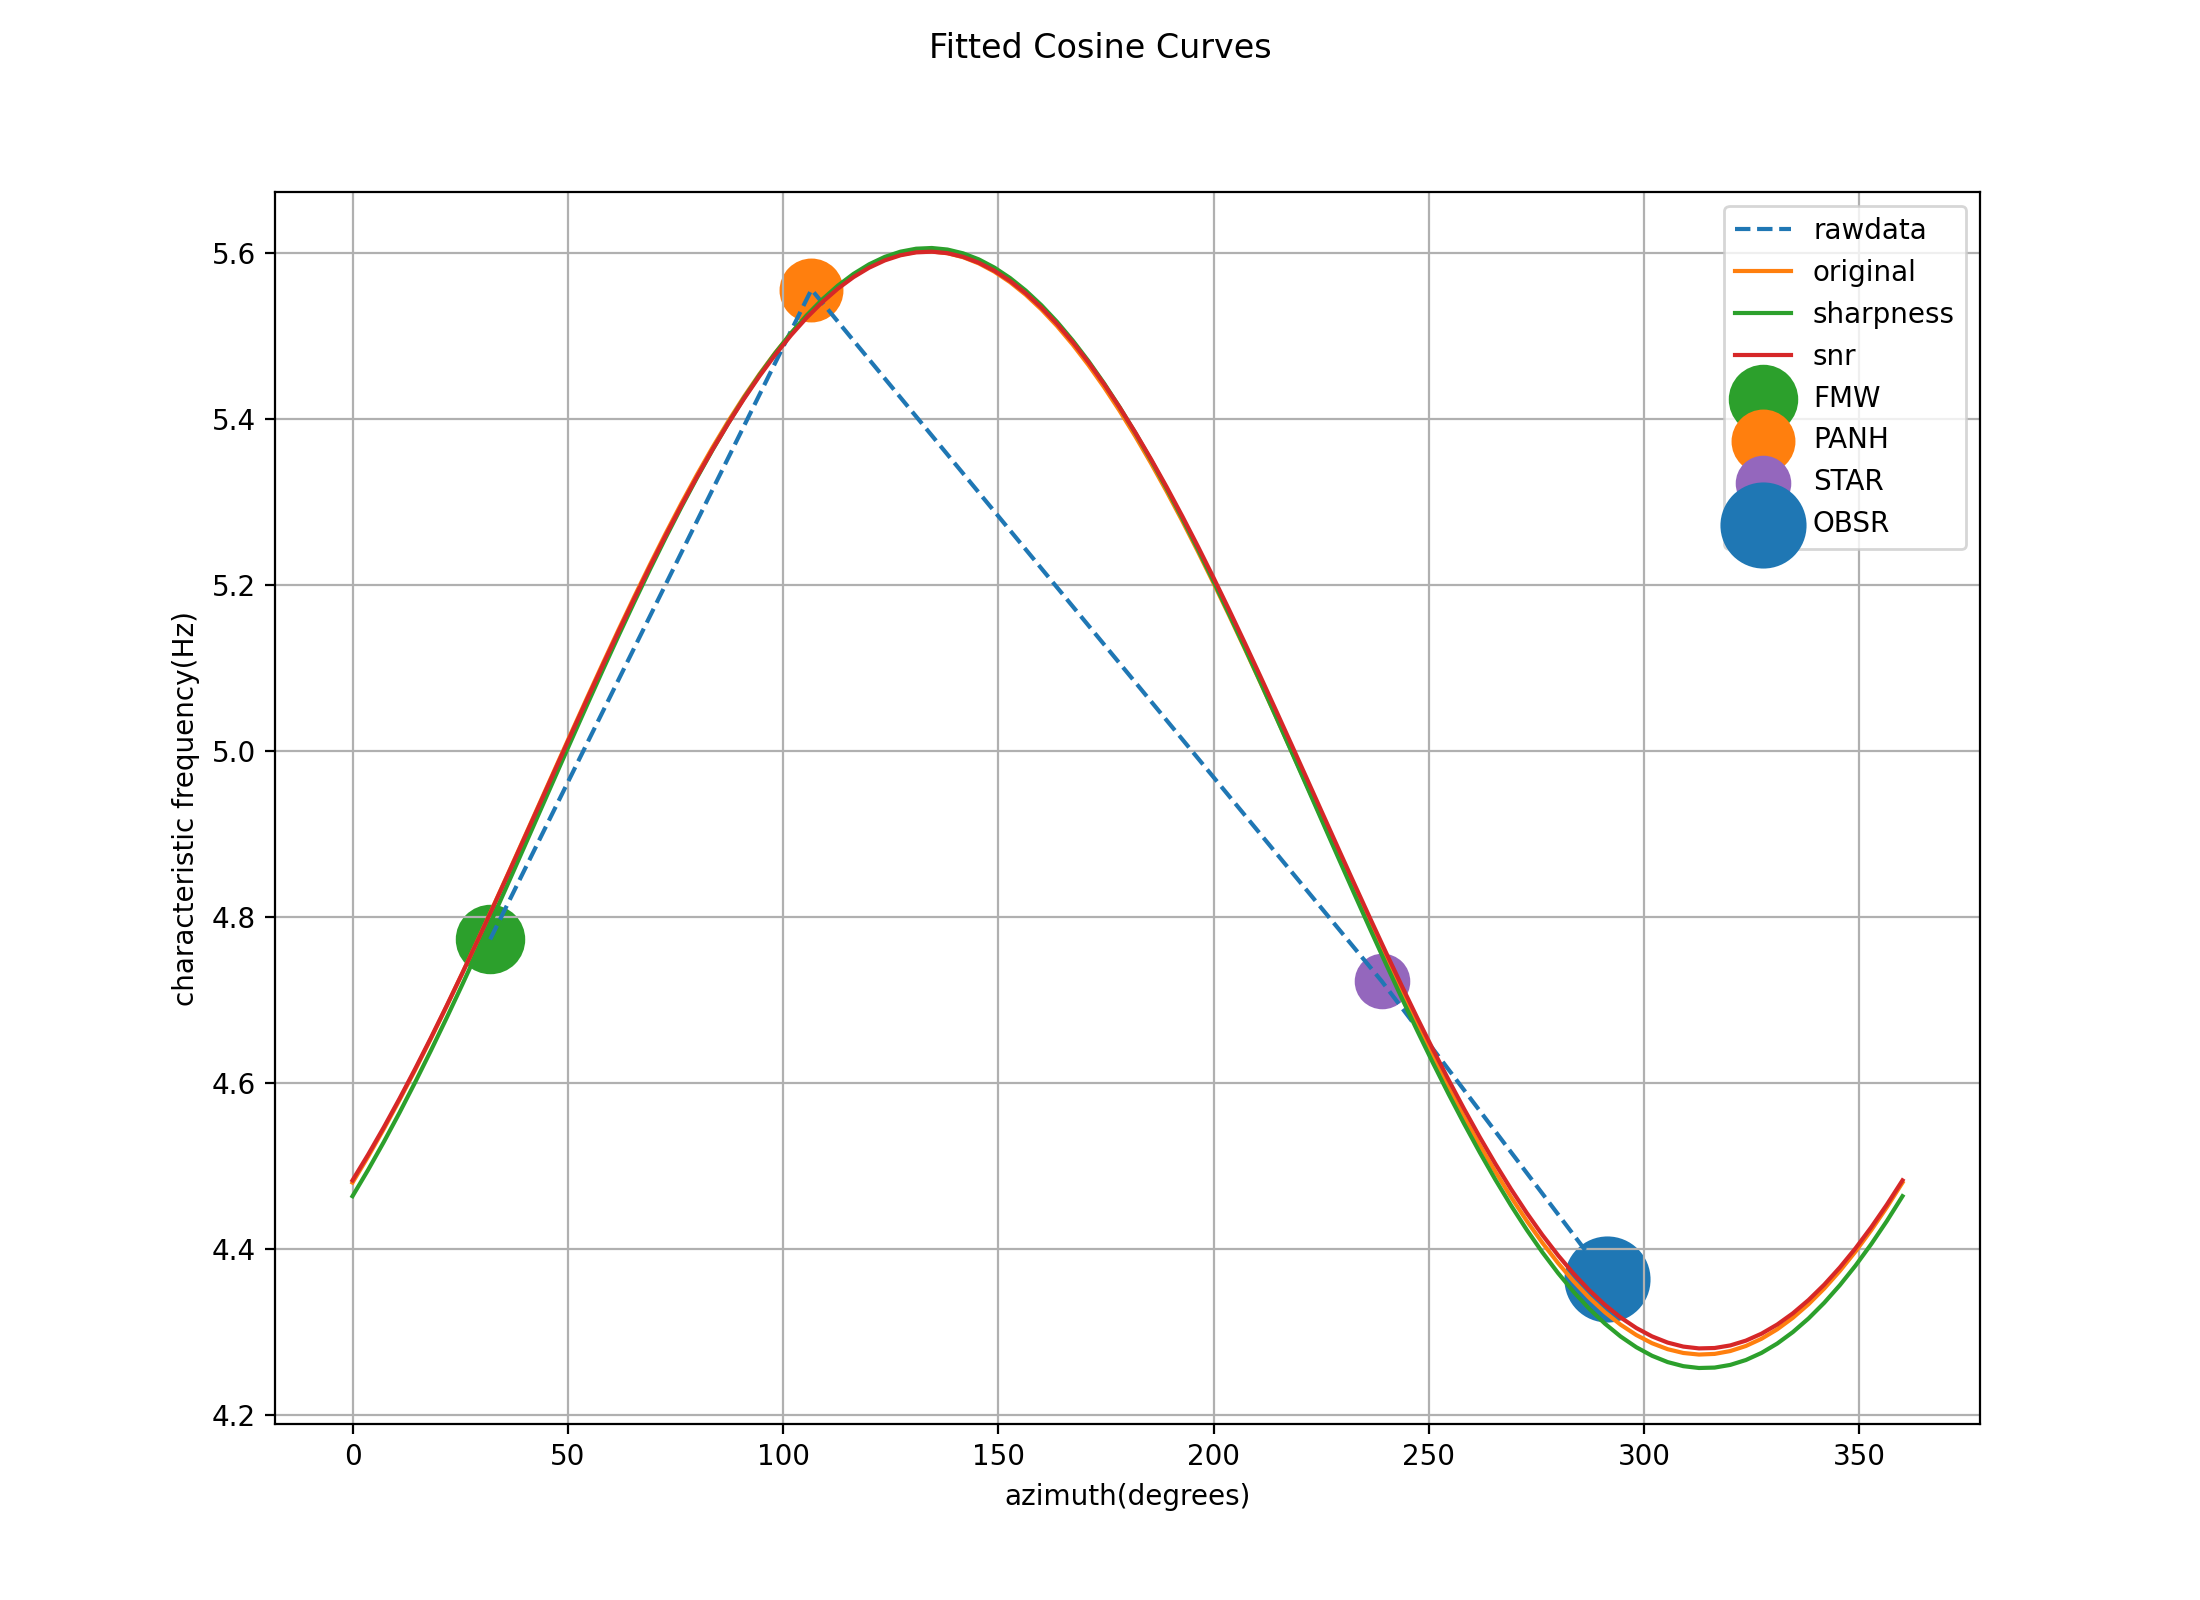 Fitted Cosine Curves
rawdata
original
sharpness
snr
FMW
PANH
STAR
OBSR
characteristic frequency(Hz)
5.6
5.4
5.2
5.0
4.8
4.6
4.4
4.2
0 50 100 150 200 250 300 350
azimuth(degrees)